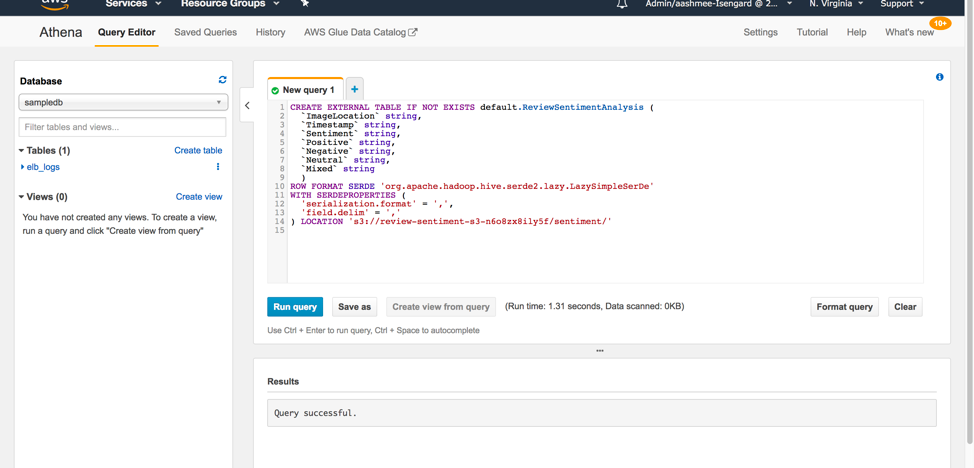 aws
Services
Resource Groups
Admin/aashmee-Isengard @ 2...
N. Virginia
Support
Athena
Query Editor
Saved Queries
History
AWS Glue Data Catalog
Settings
Tutorial
Help
What's new
10+
Database
sampledb
Filter tables and views...
Tables (1)
Create table
elb_logs
Views (0)
Create view
You have not created any views. To create a view,
run a query and click "Create view from query"
New query 1
+
1 CREATE EXTERNAL TABLE IF NOT EXISTS default.ReviewSentimentAnalysis (
2 `ImageLocation` string,
3 `Timestamp` string,
4 `Sentiment` string,
5 `Positive` string,
6 `Negative` string,
7 `Neutral` string,
8 `Mixed` string
9 )
10 ROW FORMAT SERDE 'org.apache.hadoop.hive.serde2.lazy.LazySimpleSerDe'
11 WITH SERDEPROPERTIES (
12 'serialization.format' = ',',
13 'field.delim' = ','
14 ) LOCATION 's3://review-sentiment-s3-n6o8zx8ily5f/sentiment/'
15
Run query
Save as
Create view from query
(Run time: 1.31 seconds, Data scanned: 0KB)
Format query
Clear
Use Ctrl + Enter to run query, Ctrl + Space to autocomplete
Results
Query successful.